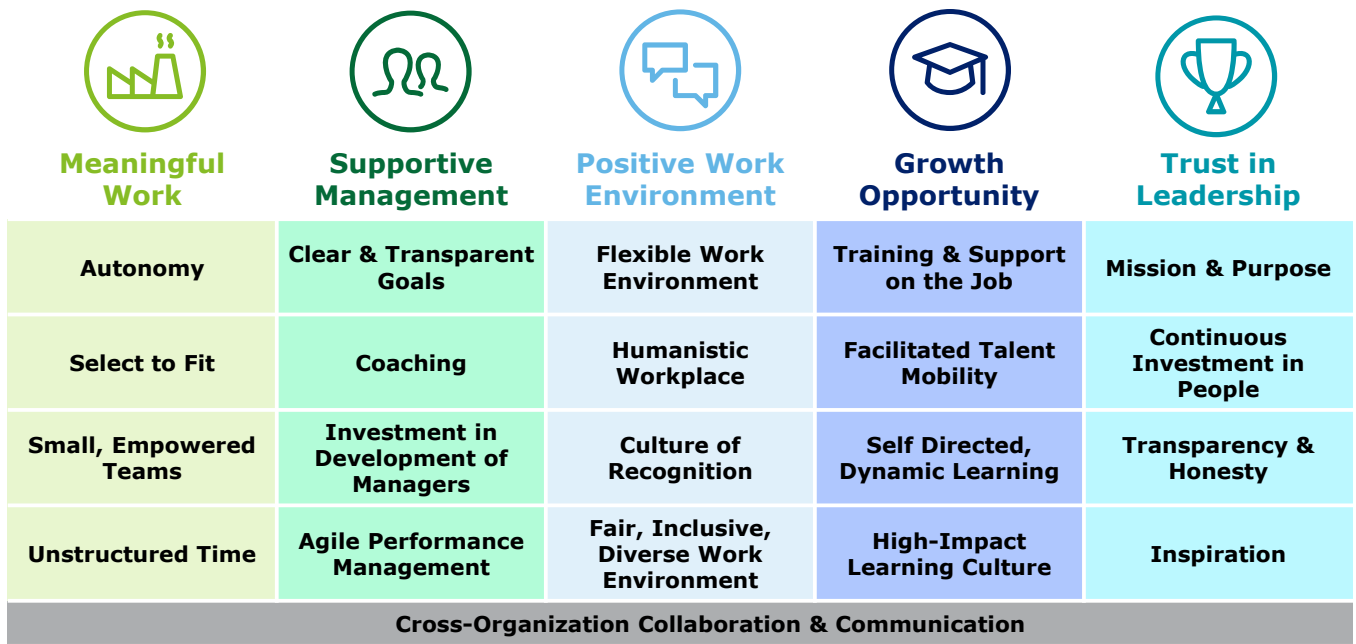 Meaningful
Work
Supportive
Management
Positive Work
Environment
Growth
Opportunity
Trust in
Leadership
Autonomy
Clear & Transparent
Goals
Flexible Work
Environment
Training & Support
on the Job
Mission & Purpose
Select to Fit
Coaching
Humanistic
Workplace
Facilitated Talent
Mobility
Continuous
Investment in
People
Small, Empowered
Teams
Investment in
Development of
Managers
Culture of
Recognition
Self Directed,
Dynamic Learning
Transparency &
Honesty
Unstructured Time
Agile Performance
Management
Fair, Inclusive,
Diverse Work
Environment
High-Impact
Learning Culture
Inspiration
Cross-Organization Collaboration & Communication